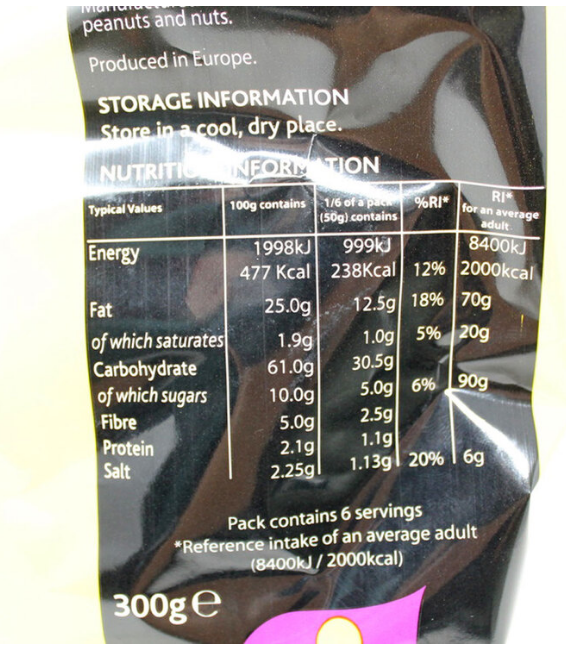 peanuts and nuts.
Produced in Europe.
STORAGE INFORMATION
Store in a cool, dry place.
NUTRITION INFORMATION
Typical Values 100g contains 1/6 of a pack (50g) contains %RI* RI* for an average adult
Energy 1998kJ 999kJ 8400kJ
477 Kcal 238Kcal 12% 2000kcal
Fat 25.0g 12.5g 18% 70g
of which saturates 1.9g 1.0g 5% 20g
Carbohydrate 61.0g 30.5g
of which sugars 10.0g 5.0g 6% 90g
Fibre 5.0g 2.5g
Protein 2.1g 1.1g
Salt 2.25g 1.13g 20% 6g
Pack contains 6 servings
*Reference intake of an average adult
(8400kJ / 2000kcal)
300g e